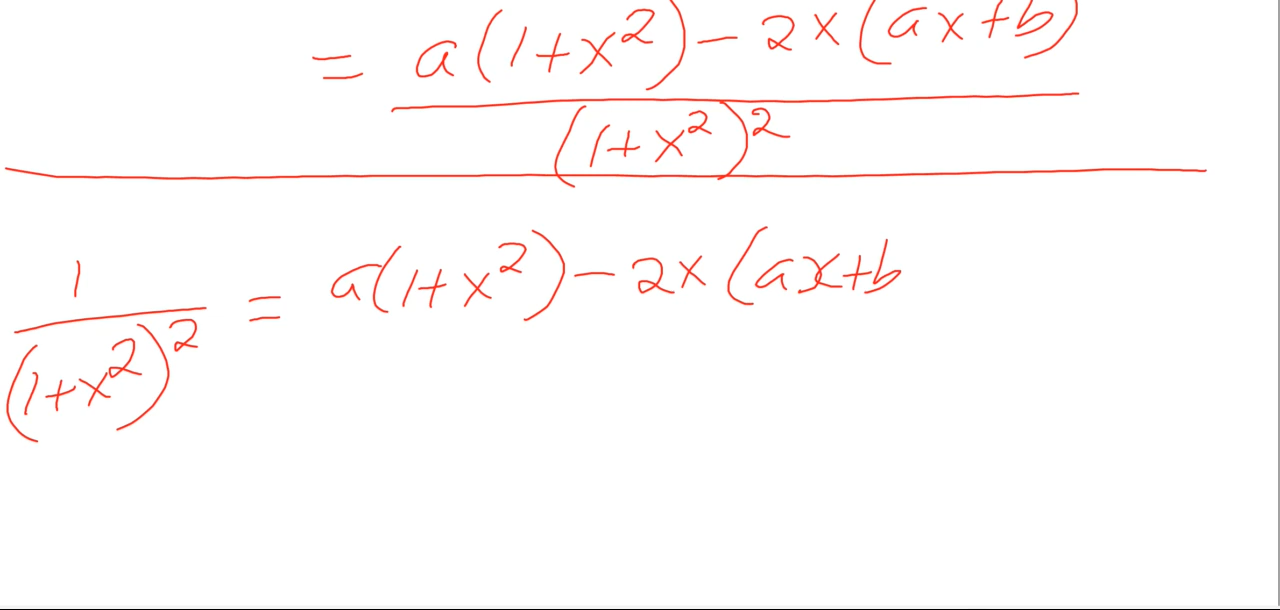 = a(1+x²) - 2x(ax+b)
(1+x²)²
1/(1+x²)² = a(1+x²) - 2x(ax+b